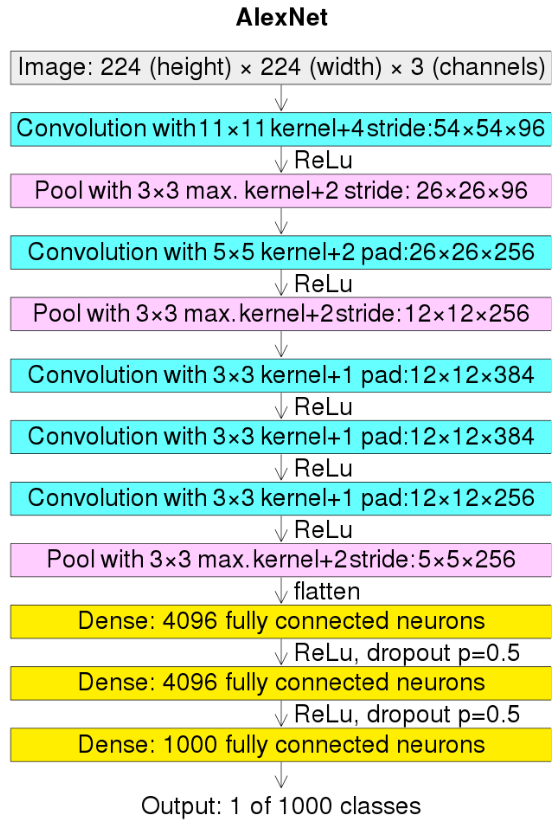 AlexNet
Image: 224 (height) × 224 (width) × 3 (channels)
Convolution with 11×11 kernel+4 stride:54×54×96
ReLu
Pool with 3×3 max. kernel+2 stride: 26×26×96
Convolution with 5×5 kernel+2 pad:26×26×256
ReLu
Pool with 3×3 max.kernel+2stride:12×12×256
Convolution with 3×3 kernel+1 pad:12×12×384
ReLu
Convolution with 3×3 kernel+1 pad:12×12×384
ReLu
Convolution with 3×3 kernel+1 pad:12×12×256
ReLu
Pool with 3×3 max.kernel+2stride:5×5×256
flatten
Dense: 4096 fully connected neurons
ReLu, dropout p=0.5
Dense: 4096 fully connected neurons
ReLu, dropout p=0.5
Dense: 1000 fully connected neurons
Output: 1 of 1000 classes